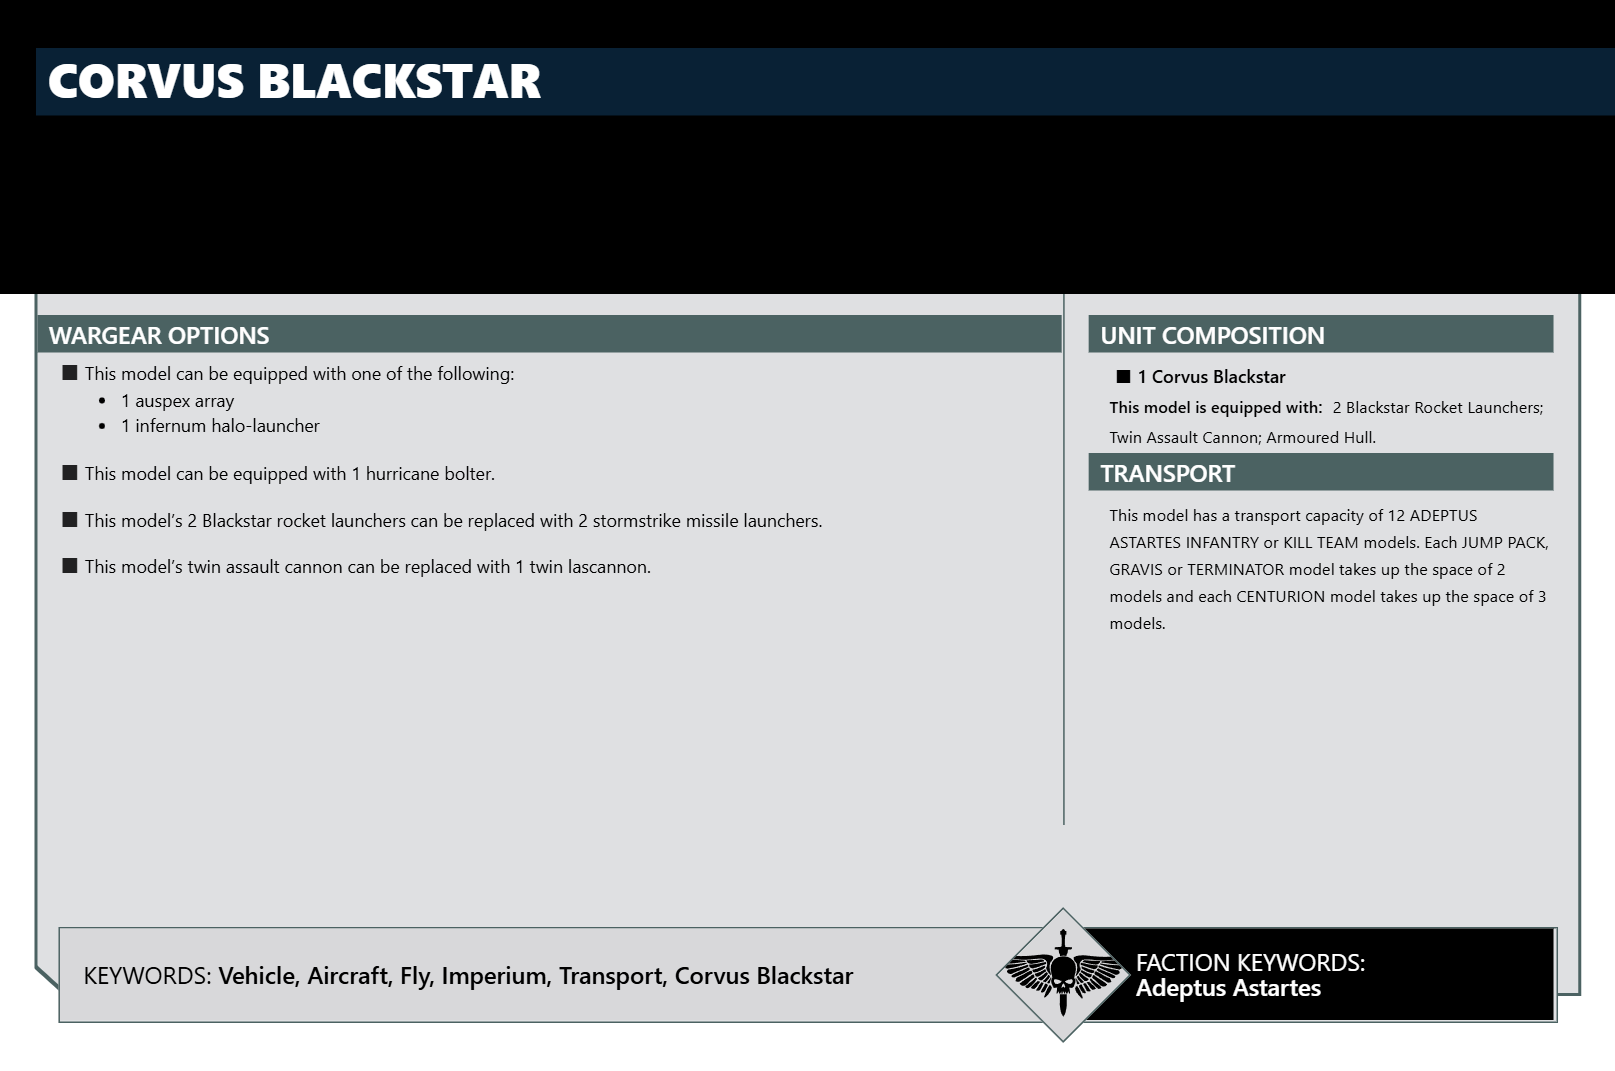 CORVUS BLACKSTAR
WARGEAR OPTIONS
■ This model can be equipped with one of the following:
• 1 auspex array
• 1 infernum halo-launcher
■ This model can be equipped with 1 hurricane bolter.
■ This model’s 2 Blackstar rocket launchers can be replaced with 2 stormstrike missile launchers.
■ This model’s twin assault cannon can be replaced with 1 twin lascannon.
UNIT COMPOSITION
■ 1 Corvus Blackstar
This model is equipped with: 2 Blackstar Rocket Launchers;
Twin Assault Cannon; Armoured Hull.
TRANSPORT
This model has a transport capacity of 12 ADEPTUS
ASTARTES INFANTRY or KILL TEAM models. Each JUMP PACK,
GRAVIS or TERMINATOR model takes up the space of 2
models and each CENTURION model takes up the space of 3
models.
KEYWORDS: Vehicle, Aircraft, Fly, Imperium, Transport, Corvus Blackstar
FACTION KEYWORDS:
Adeptus Astartes